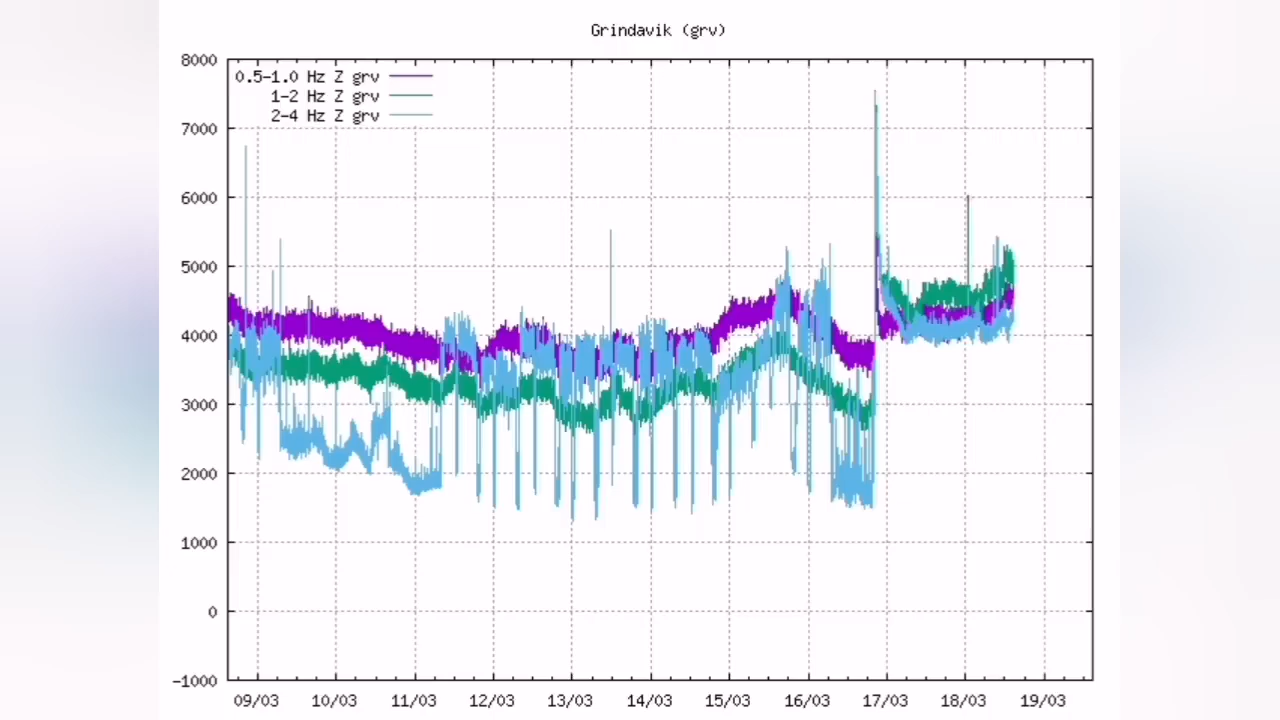 Grindavik (grv)
8000
0.5-1.0 Hz Z grv
1-2 Hz Z grv
2-4 Hz Z grv
7000
6000
5000
4000
3000
2000
1000
0
-1000
09/03 10/03 11/03 12/03 13/03 14/03 15/03 16/03 17/03 18/03 19/03